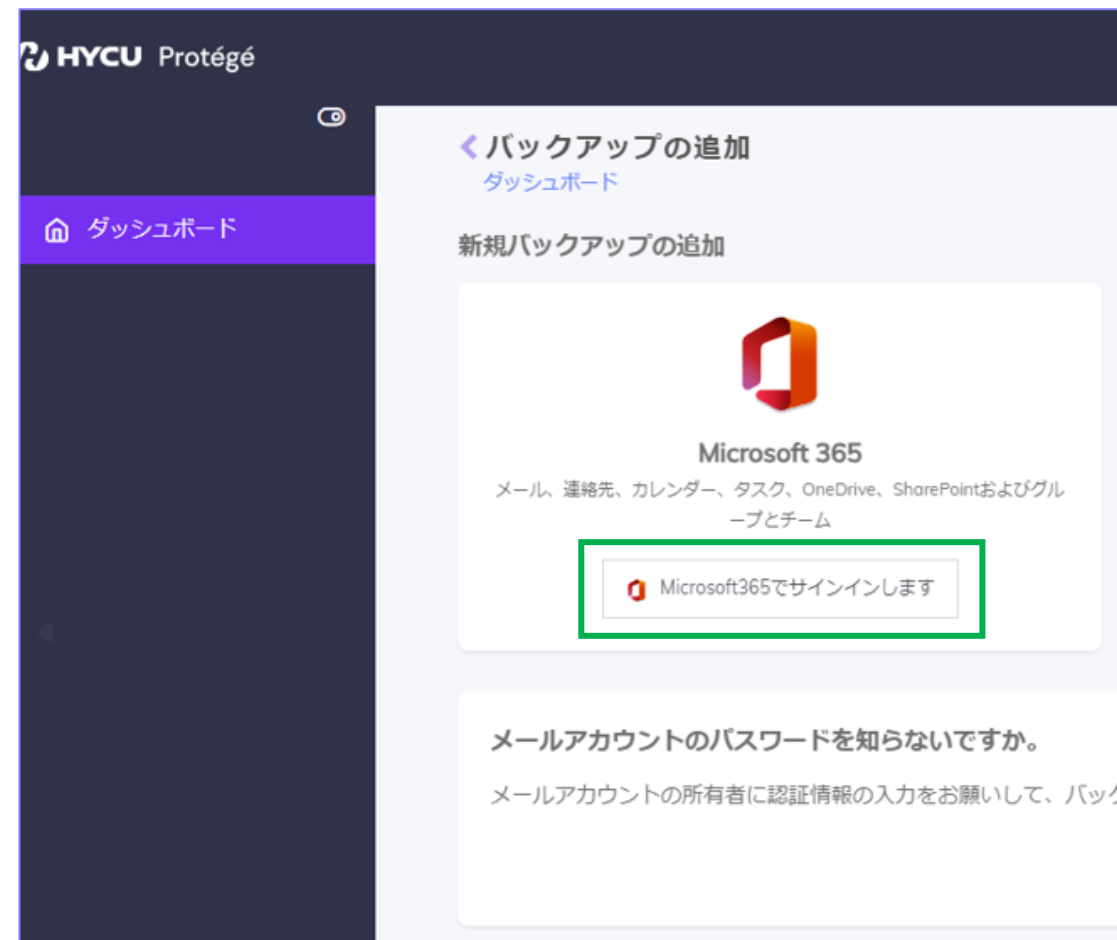 HYCU Protégé
バックアップの追加
ダッシュボード
ダッシュボード
新規バックアップの追加
Microsoft 365
メール、連絡先、カレンダー、タスク、OneDrive、SharePointおよびグル
ープとチーム
Microsoft365でサインインします
メールアカウントのパスワードを知らないですか。
メールアカウントの所有者に認証情報の入力をお願いして、バック